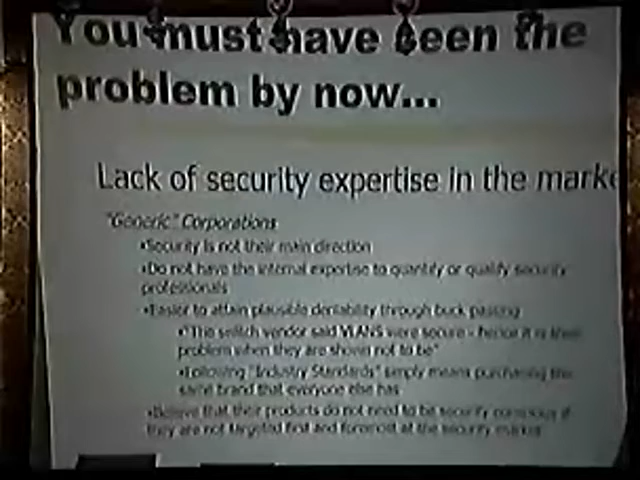 You must have seen the
problem by now...
Lack of security expertise in the marke
"Generic" Corporations
•Security is not their main direction
•Do not have the internal expertise to quantify or qualify security
professionals
•Easier to attain plausible deniability through buck passing
•"The switch vendor said VLANS were secure - hence it is their
problem when they are shown not to be"
•Following "Industry Standards" simply means purchasing the
same brand that everyone else has
•Believe that their products do not need to be security conscious if
they are not targeted first and foremost at the security market